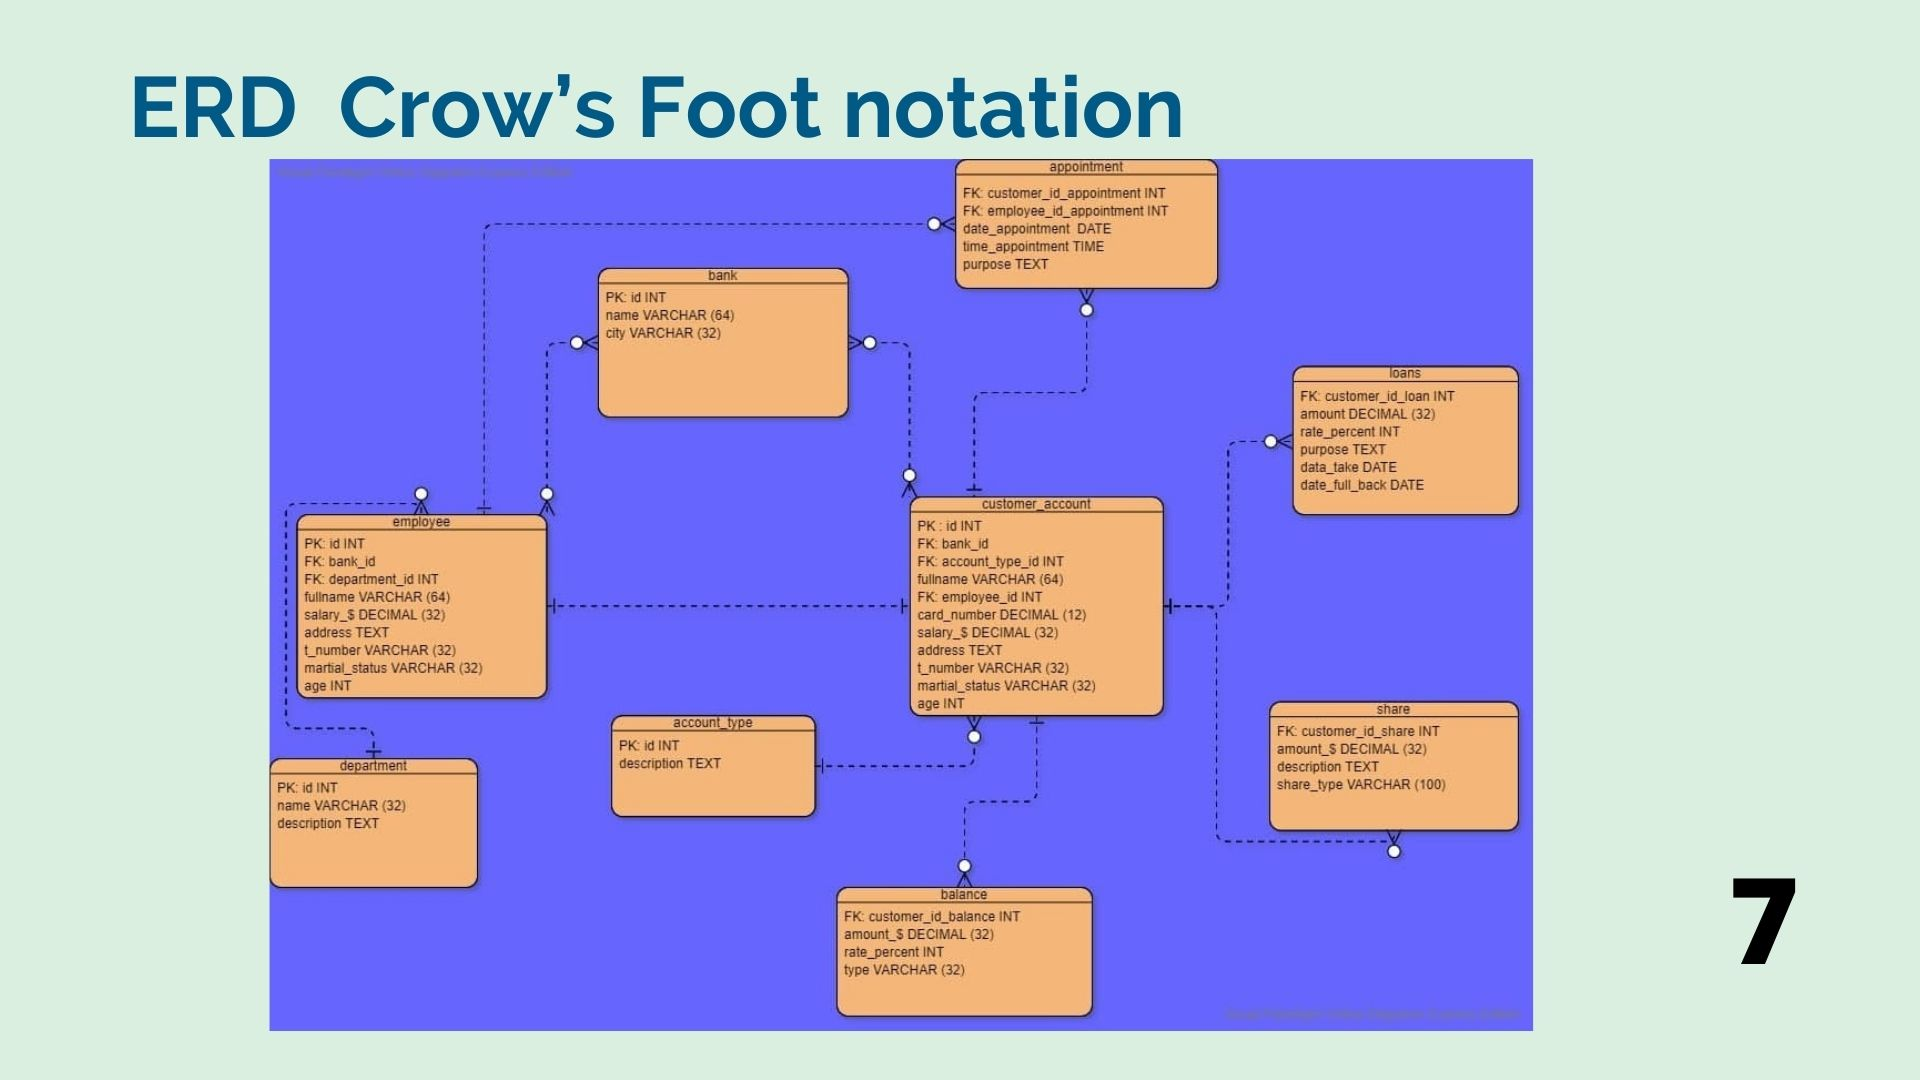 ERD  Crow’s Foot notation
appointment
FK: customer_id_appointment INT
FK: employee_id_appointment INT
date_appointment  DATE
time_appointment TIME
purpose TEXT
bank
PK: id INT
name VARCHAR (64)
city VARCHAR (32)
loans
FK: customer_id_loan INT
amount DECIMAL (32)
rate_percent INT
purpose TEXT
data_take DATE
date_full_back DATE
employee
PK: id INT
FK: bank_id
FK: department_id INT
fullname VARCHAR (64)
salary_$ DECIMAL (32)
address TEXT
t_number VARCHAR (32)
martial_status VARCHAR (32)
age INT
customer_account
PK : id INT
FK: bank_id
FK: account_type_id INT
fullname VARCHAR (64)
FK: employee_id INT
card_number DECIMAL (12)
salary_$ DECIMAL (32)
address TEXT
t_number VARCHAR (32)
martial_status VARCHAR (32)
age INT
account_type
PK: id INT
description TEXT
share
FK: customer_id_share INT
amount_$ DECIMAL (32)
description TEXT
share_type VARCHAR (100)
department
PK: id INT
name VARCHAR (32)
description TEXT
balance
FK: customer_id_balance INT
amount_$ DECIMAL (32)
rate_percent INT
type VARCHAR (32)
7